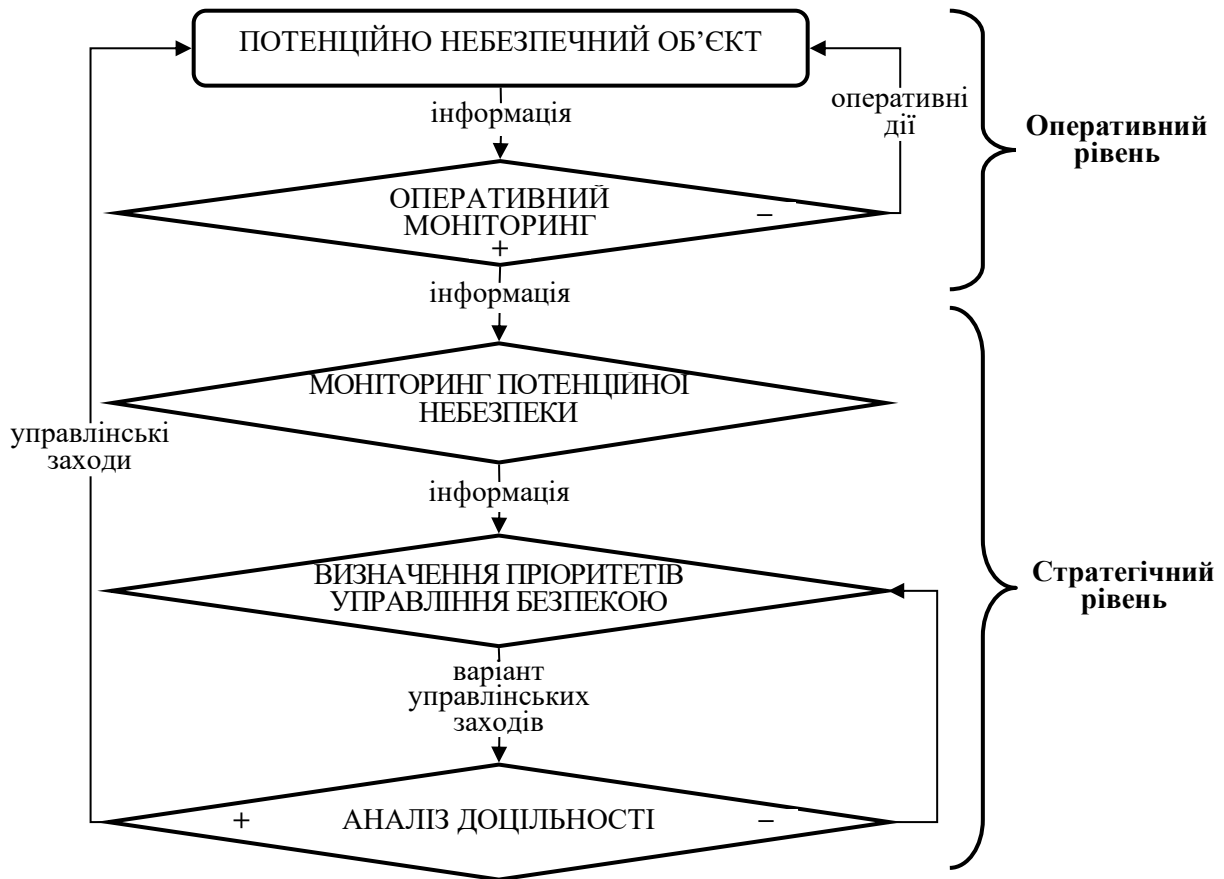 ПОТЕНЦІЙНО НЕБЕЗПЕЧНИЙ ОБ’ЄКТ
інформація
оперативні
дії
Оперативний
рівень
ОПЕРАТИВНИЙ
МОНІТОРИНГ
–
+
інформація
МОНІТОРИНГ ПОТЕНЦІЙНОЇ
НЕБЕЗПЕКИ
управлінські
заходи
інформація
ВИЗНАЧЕННЯ ПРІОРИТЕТІВ
УПРАВЛІННЯ БЕЗПЕКОЮ
Стратегічний
рівень
варіант
управлінських
заходів
+ АНАЛІЗ ДОЦІЛЬНОСТІ –